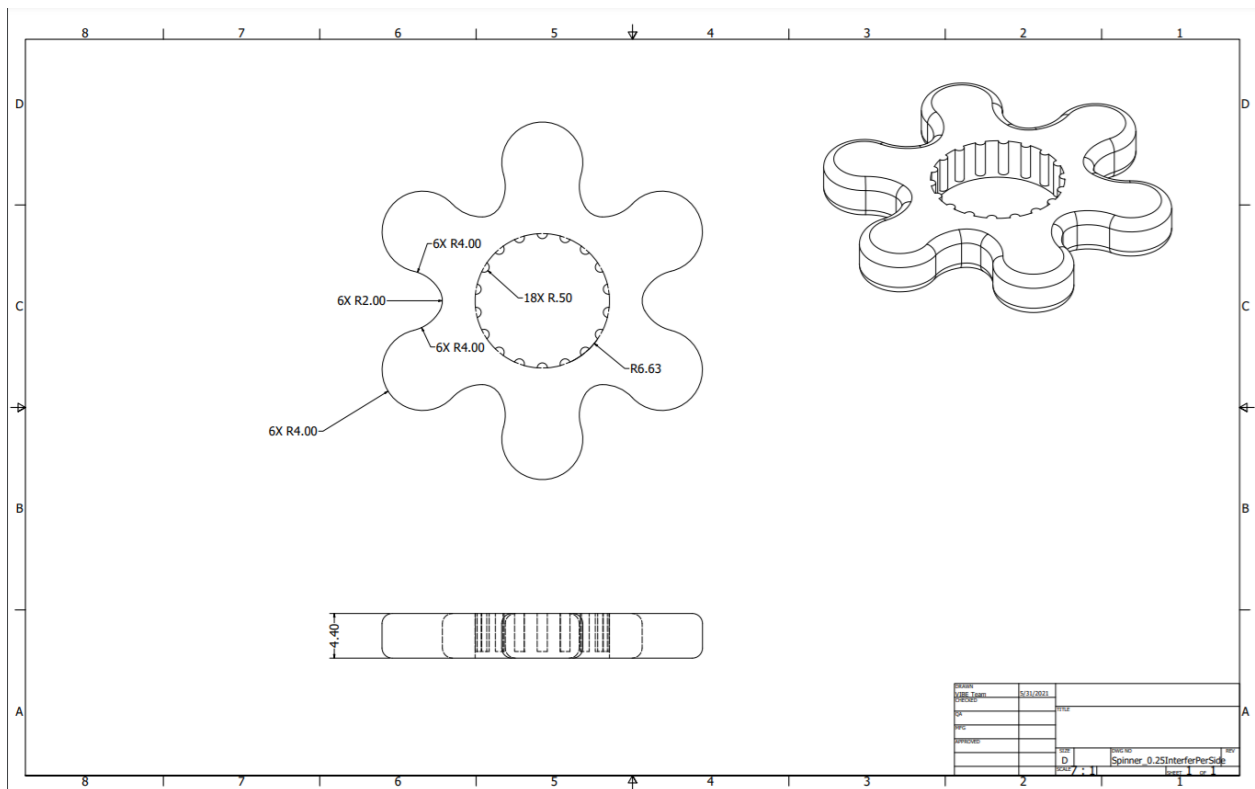 8 7 6 5 4 3 2 1
D D
6X R4.00
6X R2.00
18X R.50
C C
6X R4.00
R6.63
6X R4.00
B B
4.40
A A
DRAWN
VIBE Team 5/31/2021
CHECKED
QA
TITLE
MFG
APPROVED
SIZE DWG NO REV
D Spinner_0.25InterferPerSide
SCALE 7 : 1 SHEET 1 OF 1
8 7 6 5 4 3 2 1